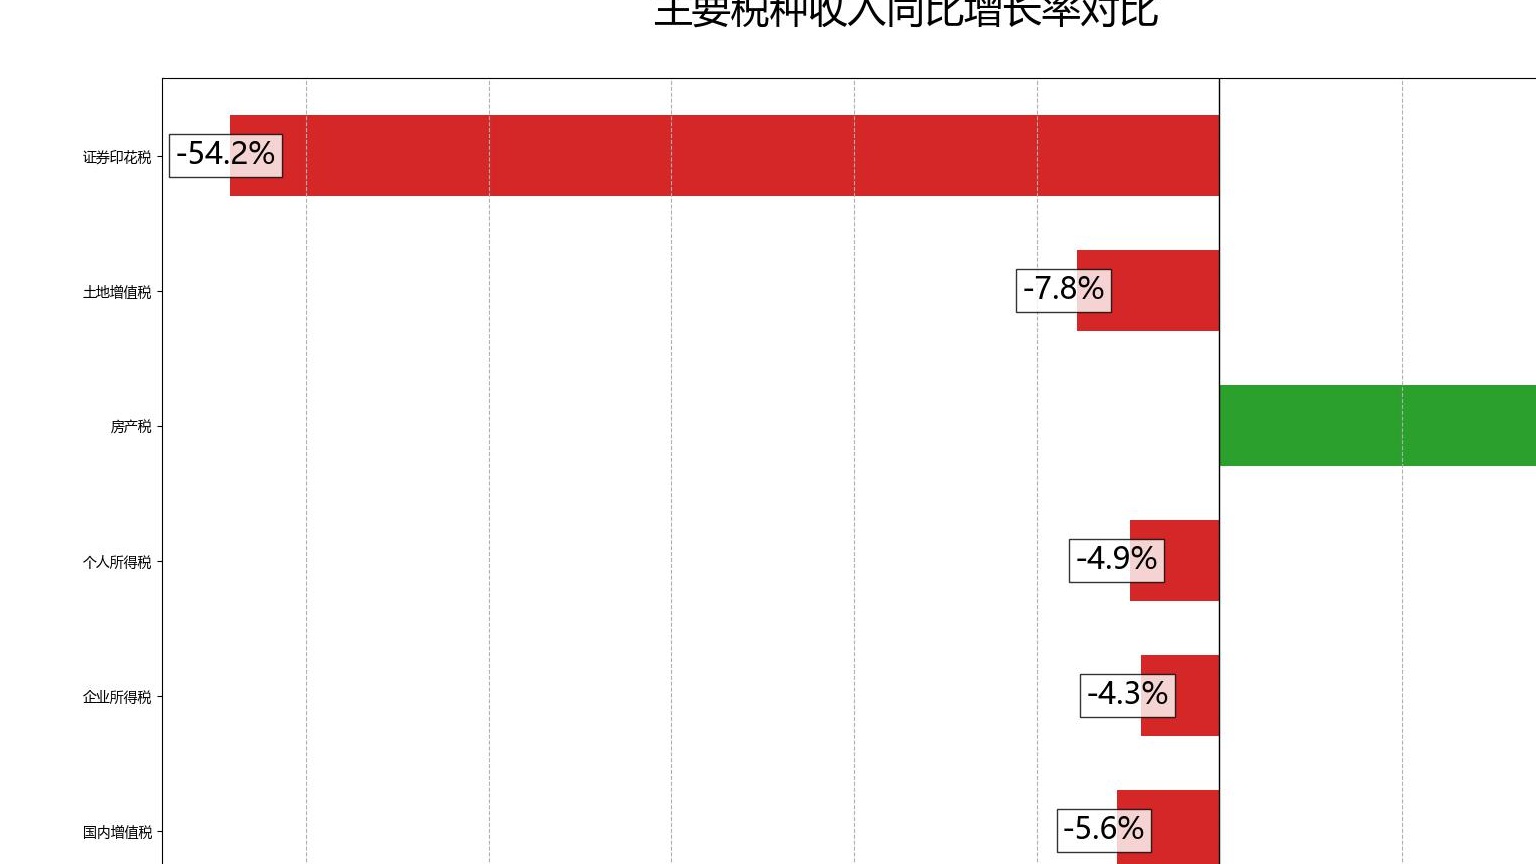 主要税种收入同比增长率对比
证券印花税
-54.2%
土地增值税
-7.8%
房产税
个人所得税
-4.9%
企业所得税
-4.3%
国内增值税
-5.6%